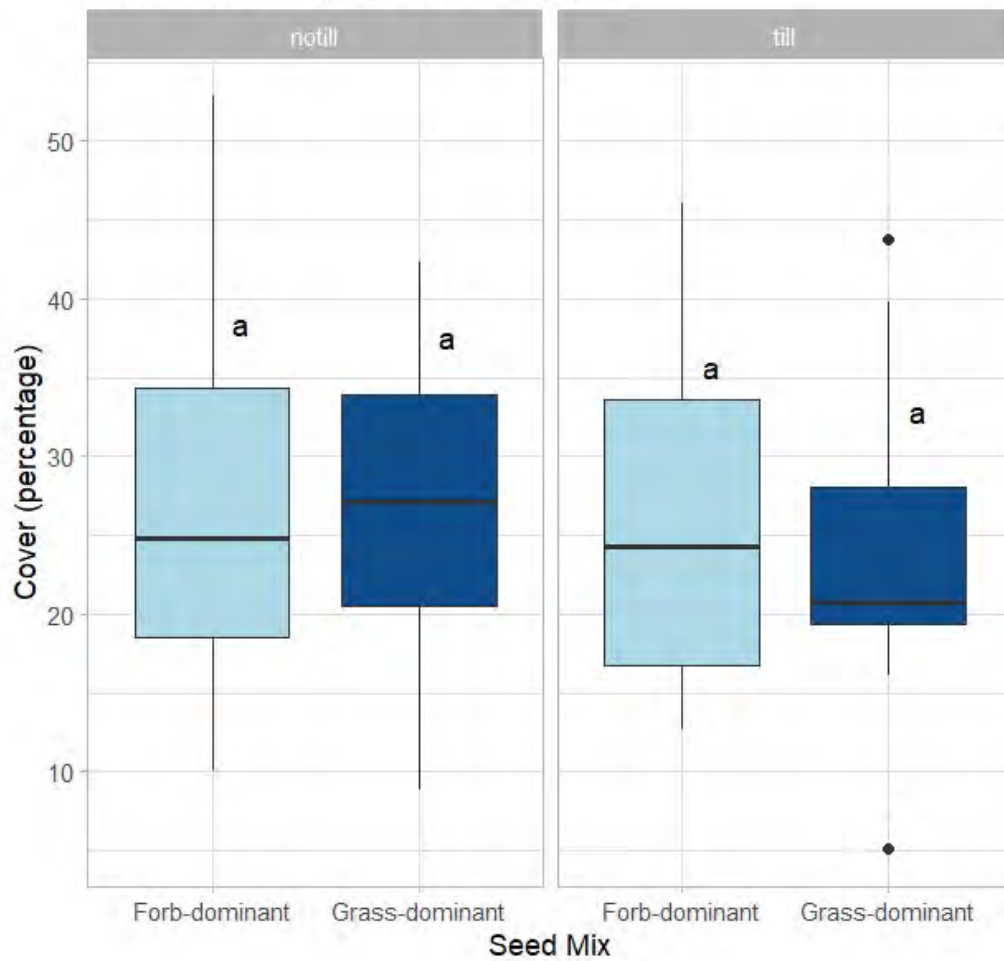 notill
till
50
40
30
20
10
a
a
a
a
Cover (percentage)
Forb-dominant
Grass-dominant
Forb-dominant
Grass-dominant
Seed Mix